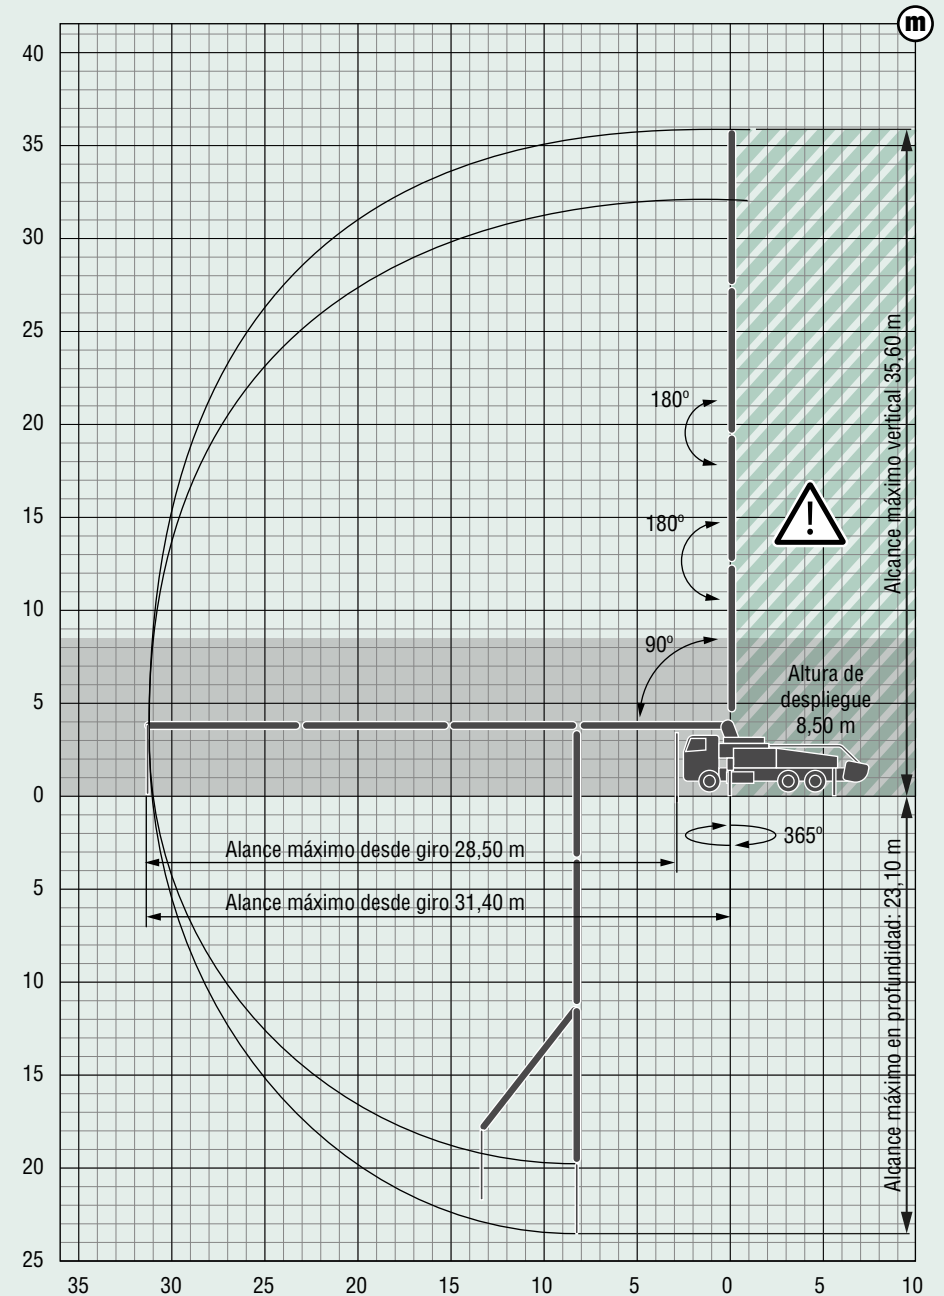 m
40
35
30
25
20
15
10
5
0
5
10
15
20
25
35
30
25
20
15
10
5
0
5
10
180º
180º
90º
Alcance máximo vertical 35,60 m
Altura de
despliegue
8,50 m
365º
Alance máximo desde giro 28,50 m
Alance máximo desde giro 31,40 m
Alcance máximo en profundidad: 23,10 m